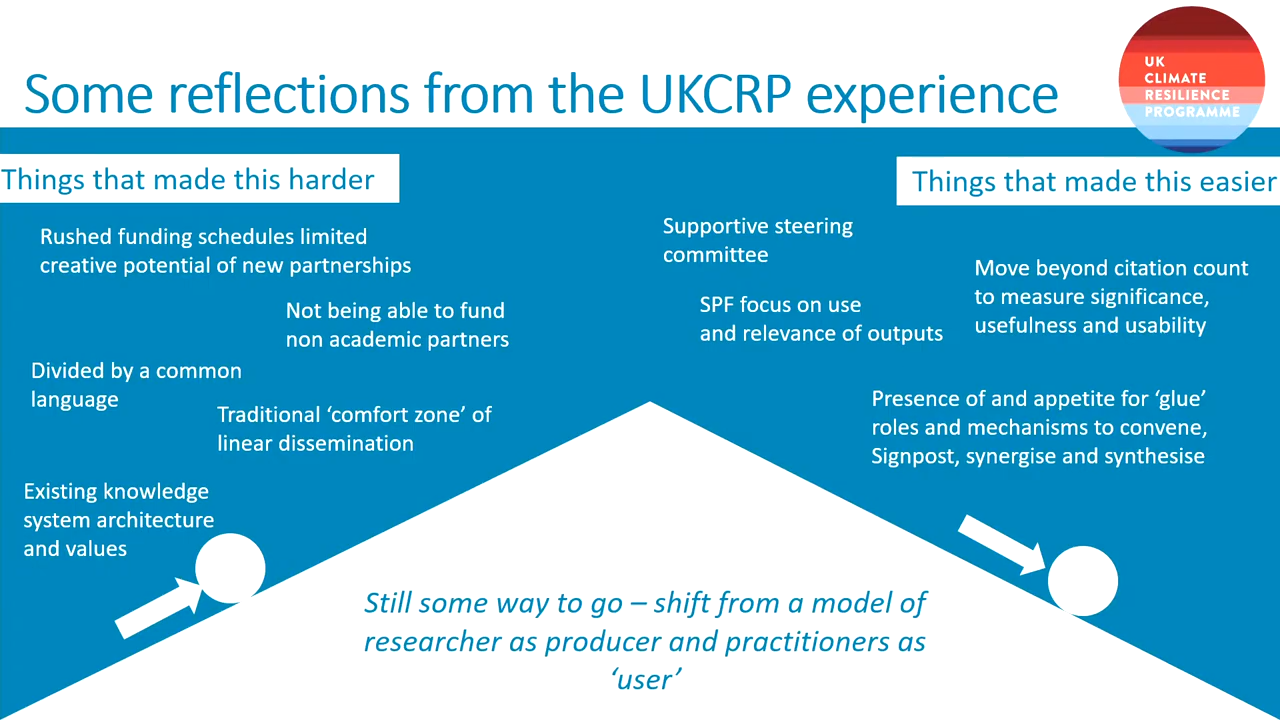 Some reflections from the UKCRP experience
UK
CLIMATE
RESILIENCE
PROGRAMME
Things that made this harder
Rushed funding schedules limited
creative potential of new partnerships
Not being able to fund
non academic partners
Divided by a common
language
Traditional ‘comfort zone’ of
linear dissemination
Existing knowledge
system architecture
and values
Things that made this easier
Supportive steering
committee
SPF focus on use
and relevance of outputs
Move beyond citation count
to measure significance,
usefulness and usability
Presence of and appetite for ‘glue’
roles and mechanisms to convene,
Signpost, synergise and synthesise
Still some way to go – shift from a model of
researcher as producer and practitioners as
‘user’